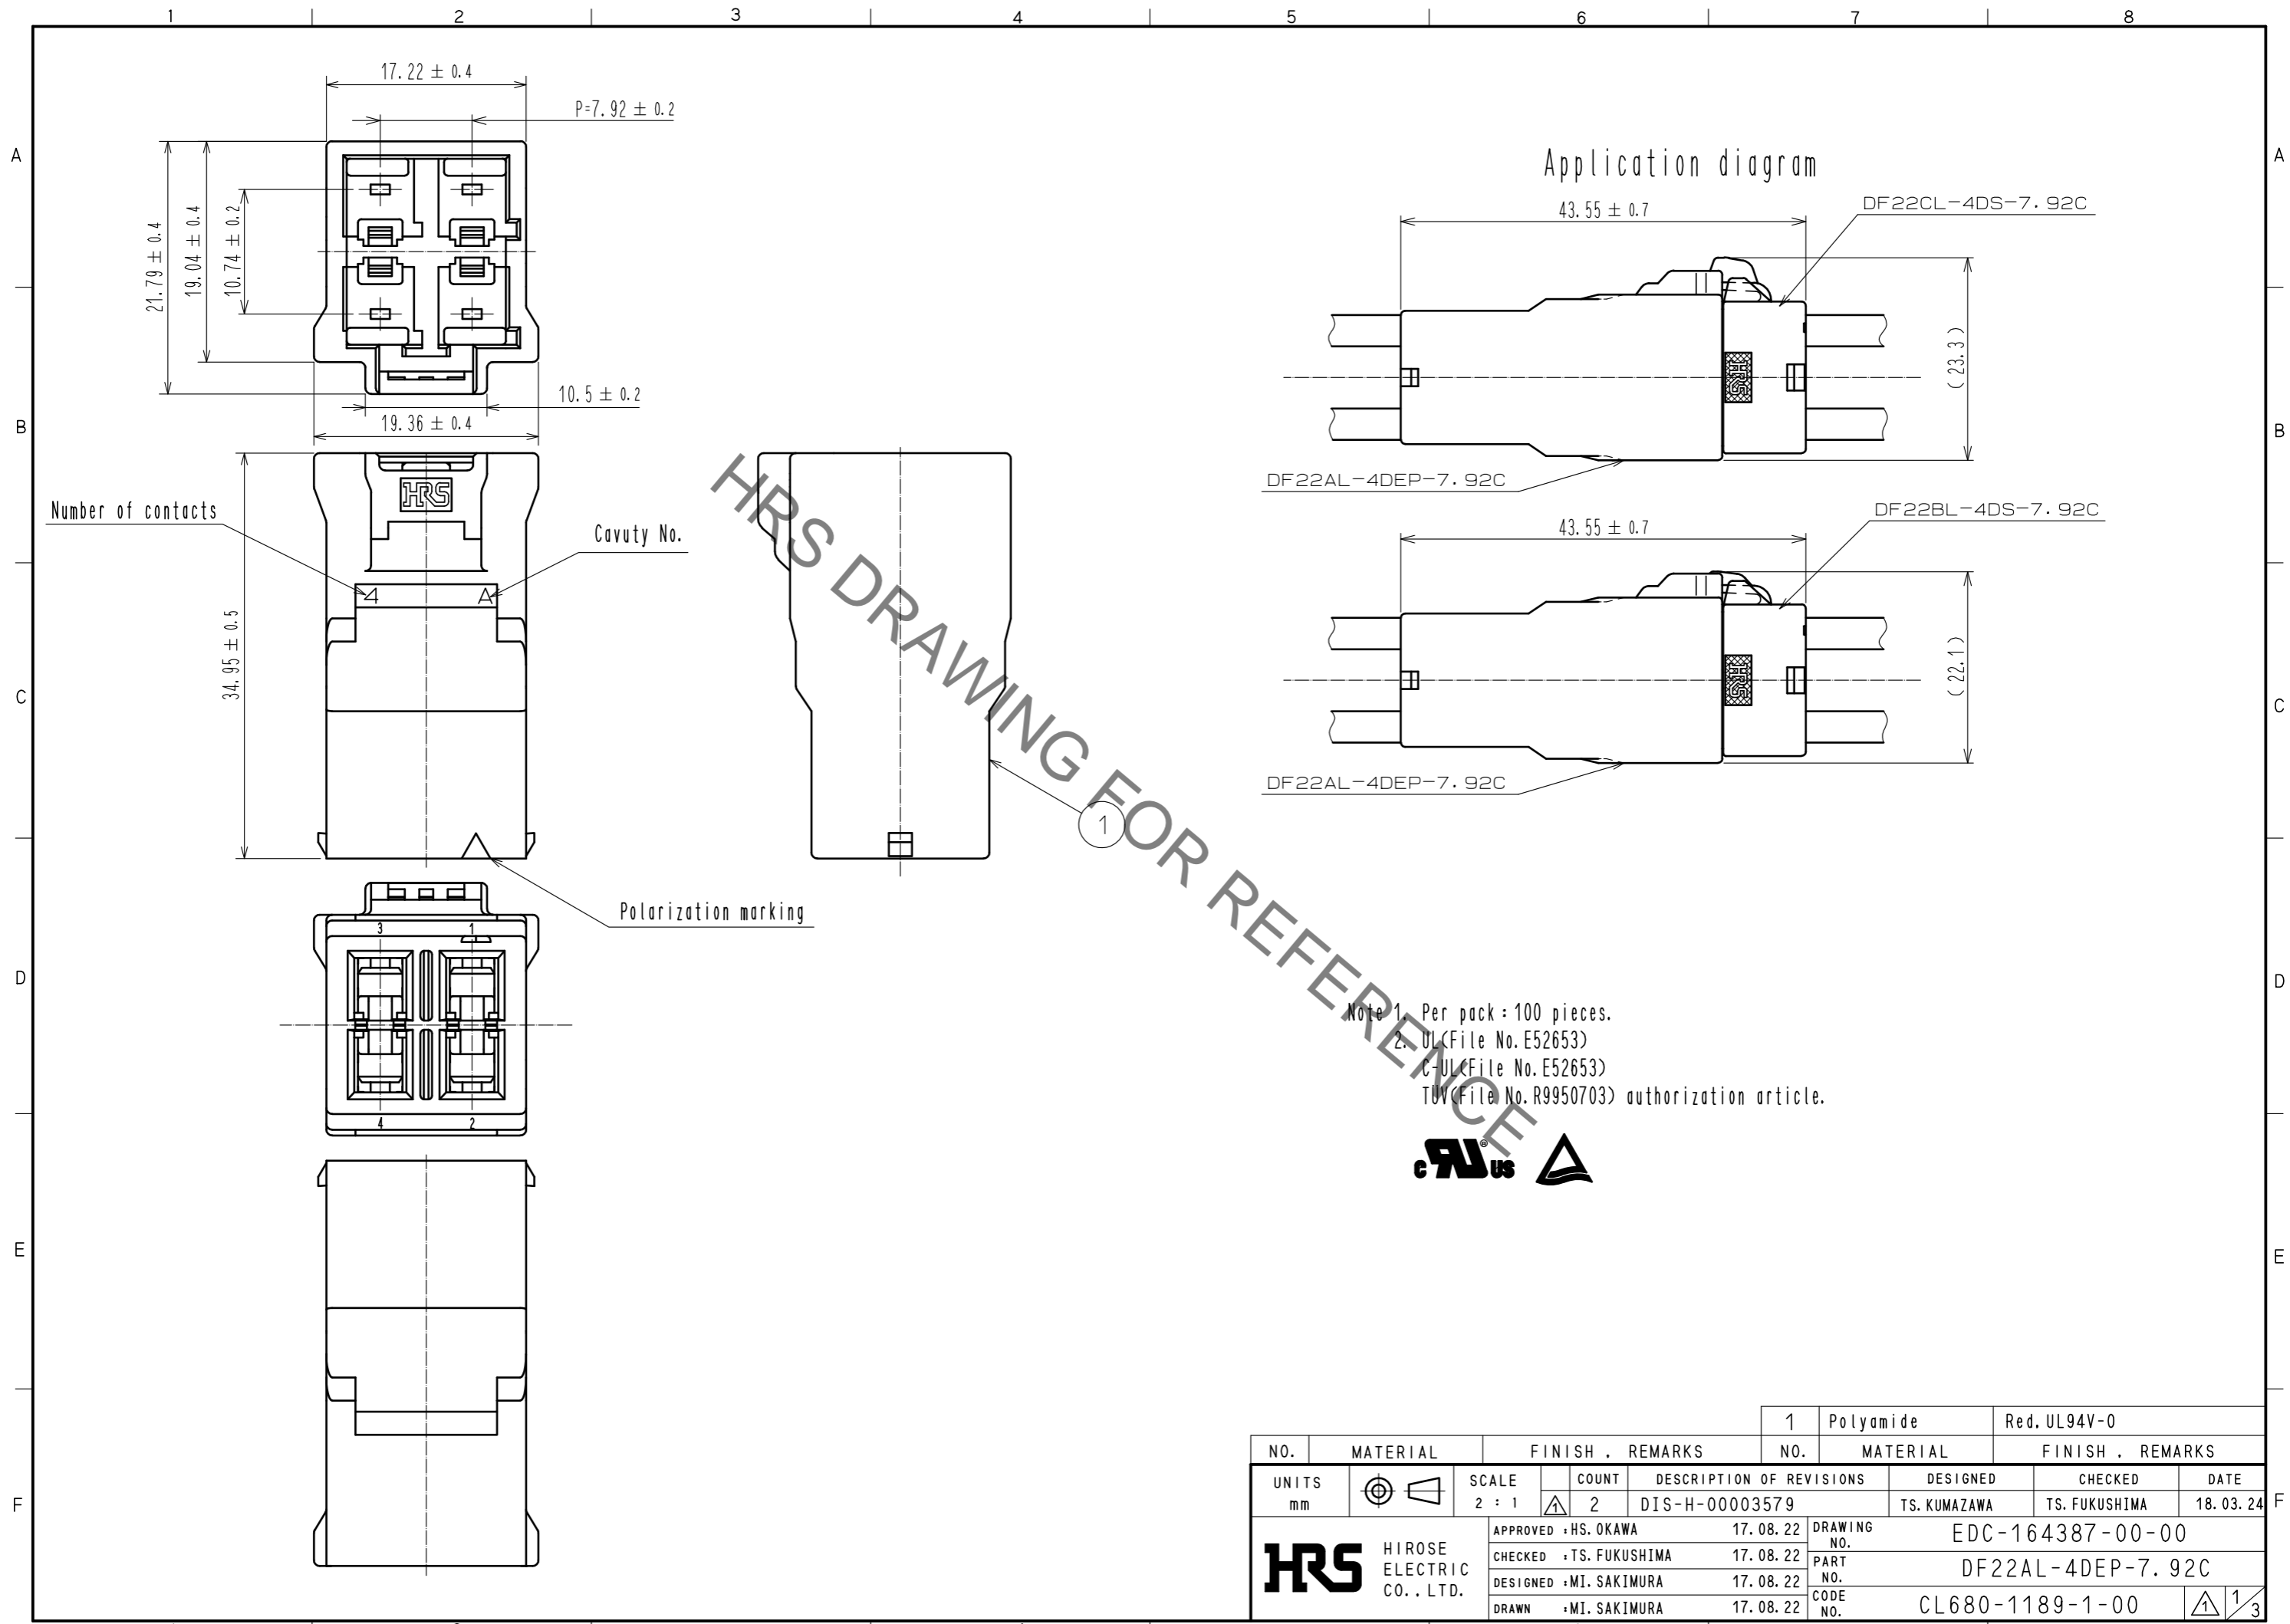 1 2 3 4 5 6 7 8
A
B
C
D
E
F
A
B
C
D
E
F
17.22 ± 0.4
P=7.92 ± 0.2
21.79 ± 0.4
19.04 ± 0.4
10.74 ± 0.2
10.5 ± 0.2
19.36 ± 0.4
HRS
Number of contacts
Cavuty No.
4 A
34.95 ± 0.5
Polarization marking
3 1
4 2
1
HRS DRAWING FOR REFERENCE
Application diagram
43.55 ± 0.7
DF22CL-4DS-7.92C
(23.3)
HRS
DF22AL-4DEP-7.92C
43.55 ± 0.7
DF22BL-4DS-7.92C
(22.1)
HRS
DF22AL-4DEP-7.92C
Note 1. Per pack : 100 pieces.
2. UL(File No.E52653)
C-UL(File No.E52653)
TÜV(File No.R9950703) authorization article.
c RU ® US
1 Polyamide Red.UL94V-0
NO. MATERIAL FINISH , REMARKS NO. MATERIAL FINISH , REMARKS
UNITS mm
SCALE 2 : 1
COUNT DESCRIPTION OF REVISIONS DESIGNED CHECKED DATE
1 2 DIS-H-00003579 TS.KUMAZAWA TS.FUKUSHIMA 18.03.24
HRS
HIROSE
ELECTRIC
CO.,LTD.
APPROVED : HS.OKAWA 17.08.22
CHECKED : TS.FUKUSHIMA 17.08.22
DESIGNED : MI.SAKIMURA 17.08.22
DRAWN : MI.SAKIMURA 17.08.22
DRAWING NO. EDC-164387-00-00
PART NO. DF22AL-4DEP-7.92C
CODE NO. CL680-1189-1-00 1 1/3